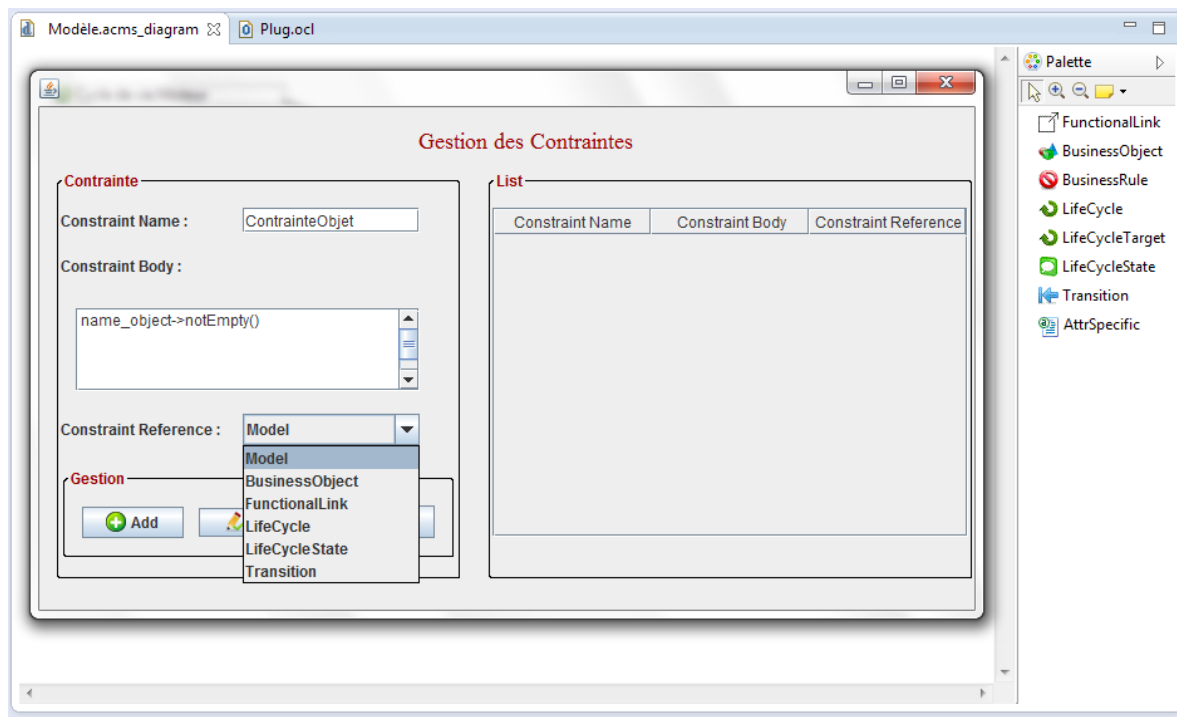 Modèle.acms_diagram
Plug.ocl
Palette
FunctionalLink
BusinessObject
BusinessRule
LifeCycle
LifeCycleTarget
LifeCycleState
Transition
AttrSpecific
Gestion des Contraintes
Contrainte
Constraint Name :
ContrainteObjet
Constraint Body :
name_object->notEmpty()
Constraint Reference :
Model
Model
BusinessObject
FunctionalLink
LifeCycle
LifeCycleState
Transition
Gestion
Add
List
Constraint Name
Constraint Body
Constraint Reference